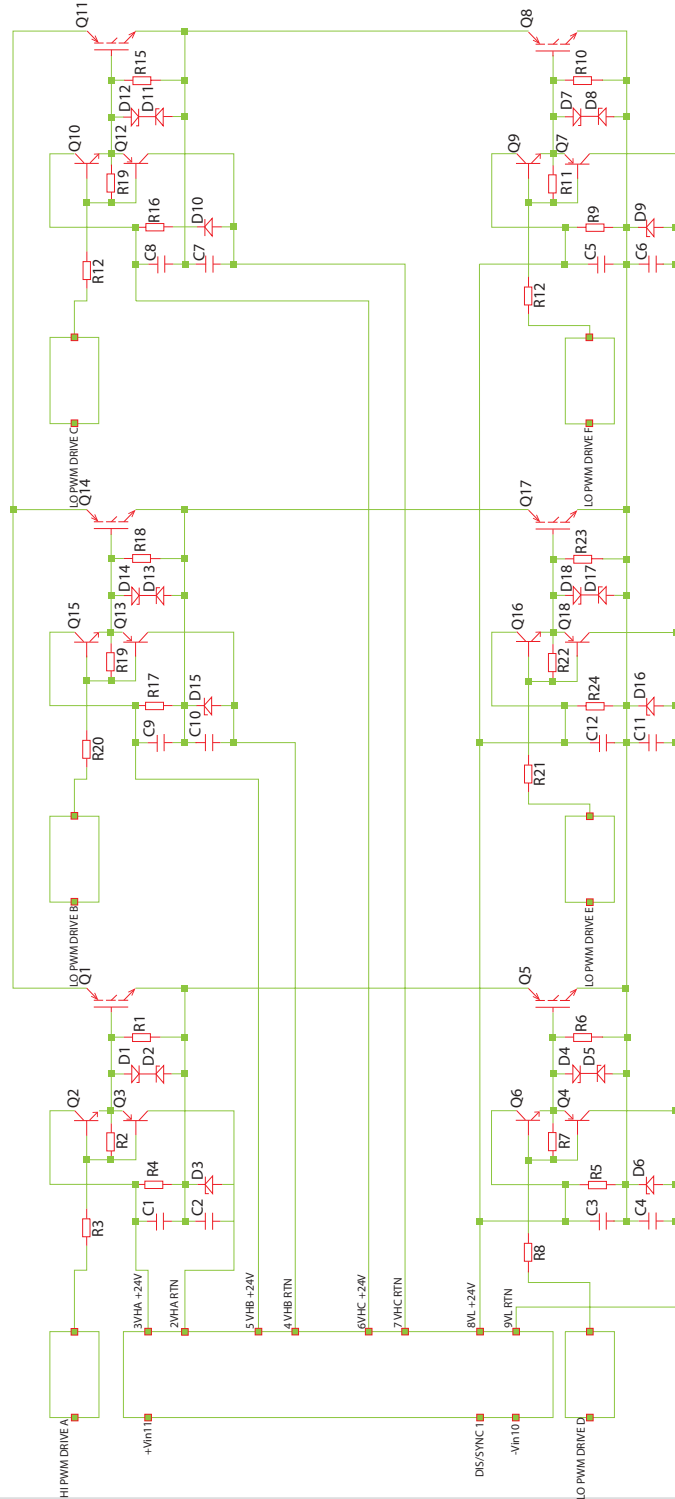 Q11
Q8
R15
R10
D12
D11
D7
D8
Q10
Q12
Q9
Q7
R19
R11
R16
D10
R9
D9
C8
C7
C5
C6
R12
R12
LO PWM DRIVE C
LO PWM DRIVE F
Q14
Q17
R18
R23
D14
D13
D18
D17
Q15
Q13
Q16
Q18
R19
R22
R17
D15
R24
D16
C9
C10
C12
C11
R20
R21
LO PWM DRIVE B
LO PWM DRIVE E
Q1
Q5
R1
R6
D1
D2
D4
D5
Q2
Q3
Q6
Q4
R2
R7
R4
D3
R5
D6
C1
C2
C3
C4
R3
R8
3VHA +24V
2VHA RTN
5 VHB +24V
4 VHB RTN
6VHC +24V
7 VHC RTN
8VL +24V
9VL RTN
HI PWM DRIVE A
+Vin11
DIS/SYNC 1
-Vin10
LO PWM DRIVE D